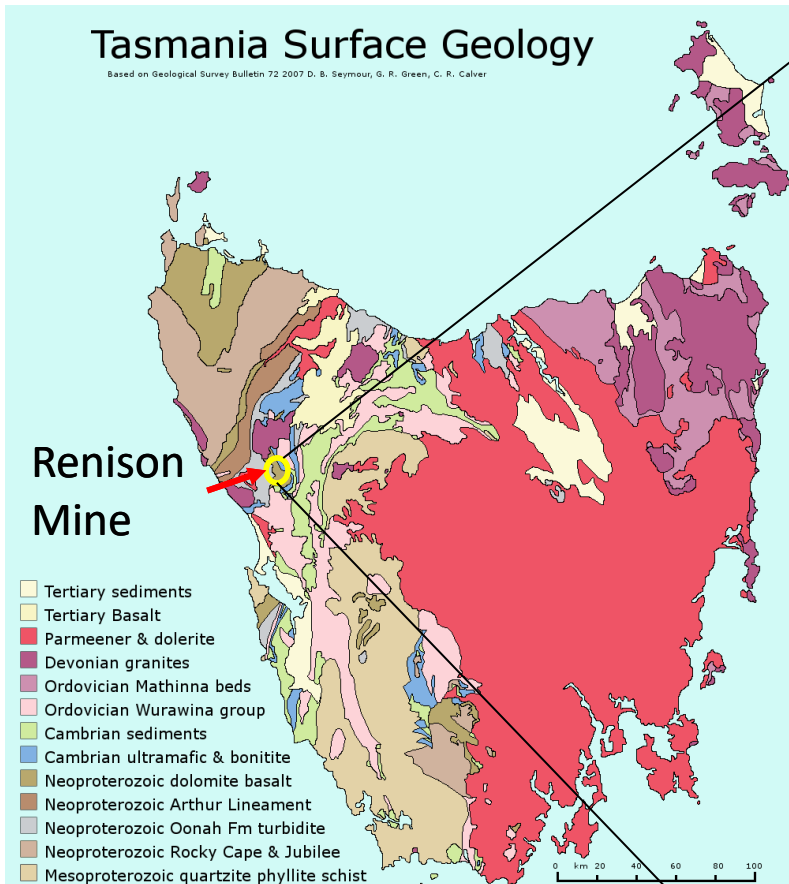 Tasmania Surface Geology
Based on Geological Survey Bulletin 72 2007 D. B. Seymour, G. R. Green, C. R. Calver
Renison
Mine
Tertiary sediments
Tertiary Basalt
Parmeener & dolerite
Devonian granites
Ordovician Mathinna beds
Ordovician Wurawina group
Cambrian sediments
Cambrian ultramafic & bonitite
Neoproterozoic dolomite basalt
Neoproterozoic Arthur Lineament
Neoproterozoic Oonah Fm turbidite
Neoproterozoic Rocky Cape & Jubilee
Mesoproterozoic quartzite phyllite schist
0 km 20 40 60 80 100